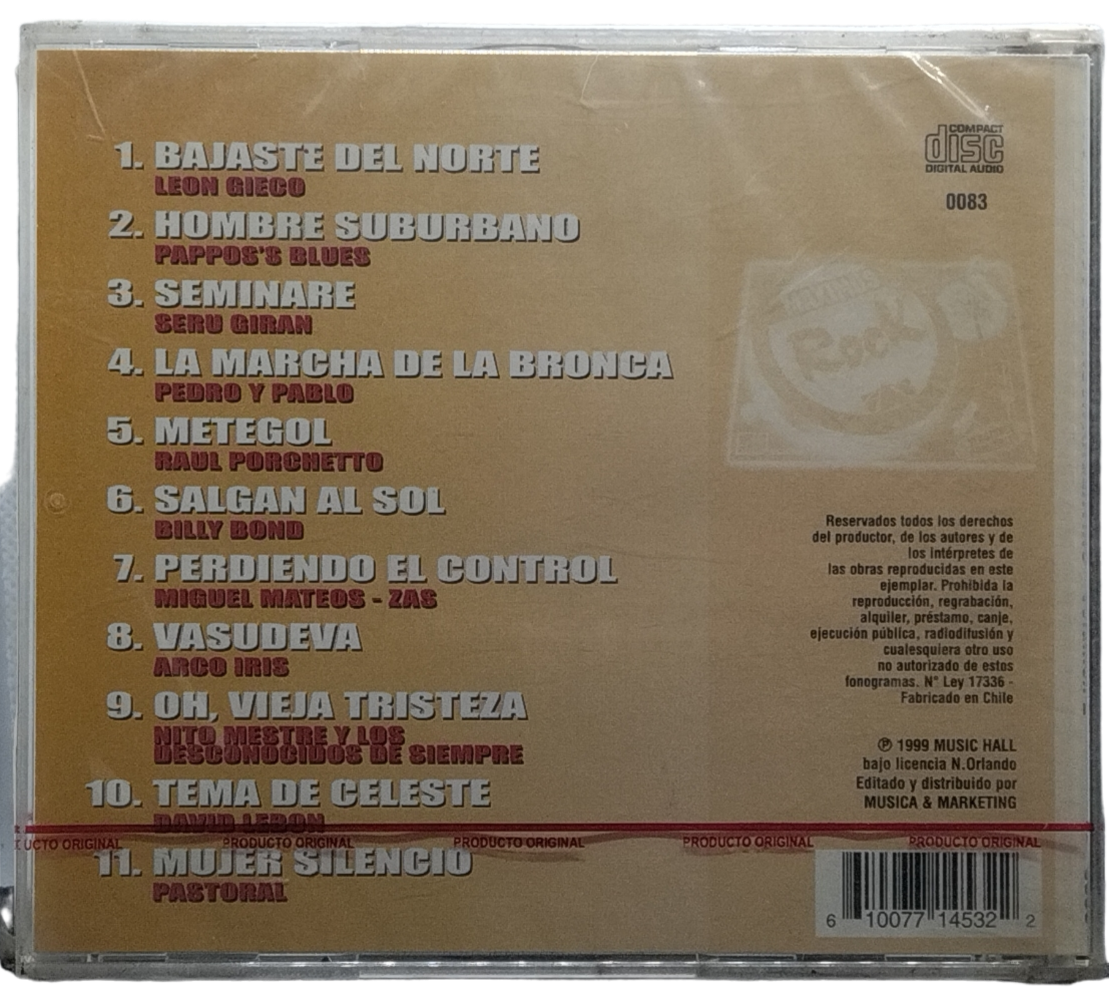 1. BAJASTE DEL NORTE
LEON GIECO
2. HOMBRE SUBURBANO
PAPPOS'S BLUES
3. SEMINARE
SERU GIRAN
4. LA MARCHA DE LA BRONCA
PEDRO Y PABLO
5. METEGOL
RAUL PORCHETTO
6. SALGAN AL SOL
BILLY BOND
7. PERDIENDO EL CONTROL
MIGUEL MATEOS - ZAS
8. VASUDEVA
ARCO IRIS
9. OH, VIEJA TRISTEZA
NITO MESTRE Y LOS
DESCONOCIDOS DE SIEMPRE
10. TEMA DE CELESTE
DAVID LEBON
UCTO ORIGINAL PRODUCTO ORIGINAL PRODUCTO ORIGINAL PRODUCTO ORIGINAL PRODUCTO ORIGINAL
11. MUJER SILENCIO
PASTORAL
COMPACT
disc
DIGITAL AUDIO
0083
Rock
Reservados todos los derechos
del productor, de los autores y de
los intérpretes de
las obras reproducidas en este
ejemplar. Prohibida la
reproducción, regrabación,
alquiler, préstamo, canje,
ejecución pública, radiodifusión y
cualesquiera otro uso
no autorizado de estos
fonogramas. N° Ley 17336 -
Fabricado en Chile
℗ 1999 MUSIC HALL
bajo licencia N.Orlando
Editado y distribuido por
MUSICA & MARKETING
6 10077 14532 2